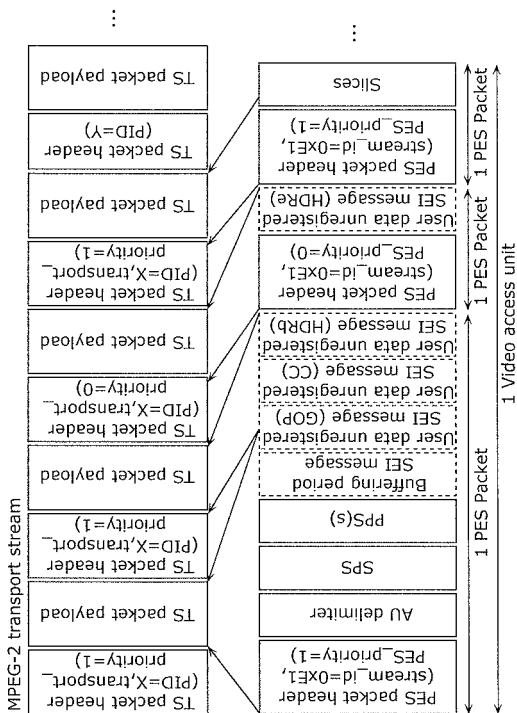 MPEG-2 transport stream
1 Video access unit
1 PES Packet
1 PES Packet
1 PES Packet
PES packet header
(stream_id=0xE1,
PES_priority=1)
AU delimiter
SPS
PPS(s)
Buffering period
SEI message
User data unregistered
SEI message (GOP)
User data unregistered
SEI message (CC)
User data unregistered
SEI message (HDRb)
PES packet header
(stream_id=0xE1,
PES_priority=0)
User data unregistered
SEI message (HDRe)
PES packet header
(stream_id=0xE1,
PES_priority=1)
Slices
...
TS packet header
(PID=X,transport_
priority=1)
TS packet payload
TS packet header
(PID=X,transport_
priority=1)
TS packet payload
TS packet header
(PID=X,transport_
priority=0)
TS packet payload
TS packet header
(PID=X,transport_
priority=1)
TS packet payload
TS packet header
(PID=Y)
TS packet payload
...